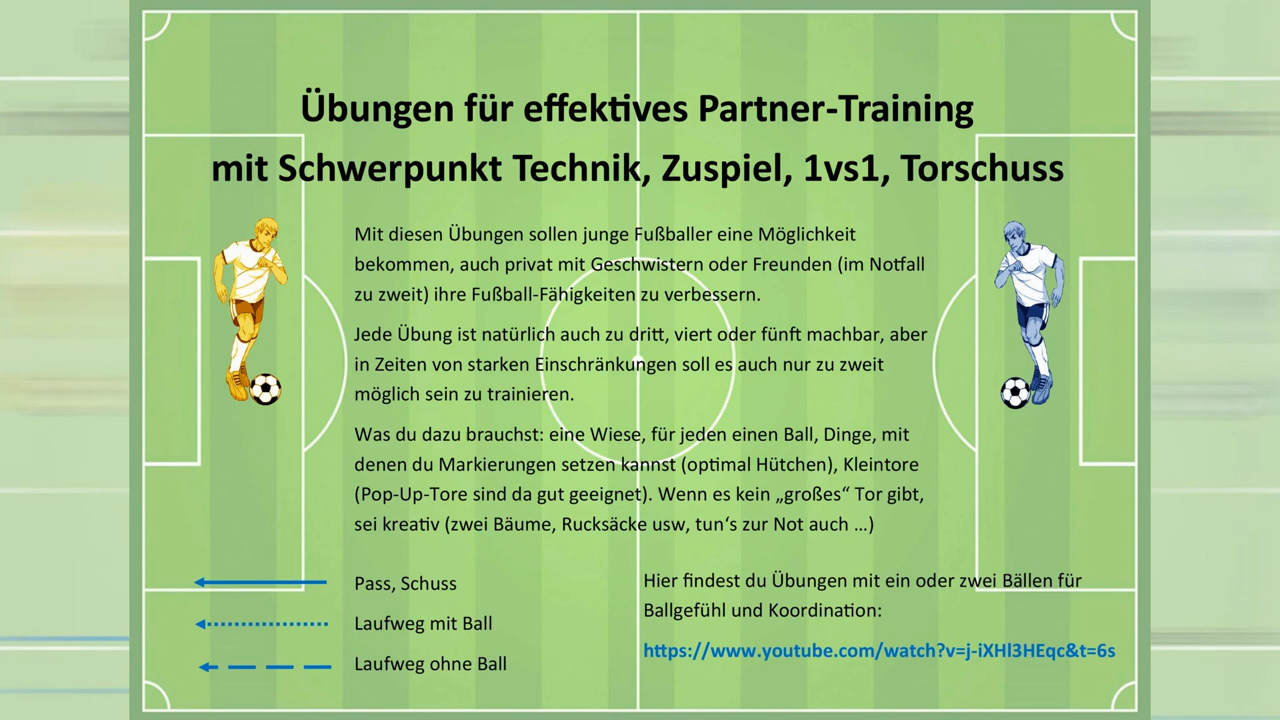 Übungen für effektives Partner-Training
mit Schwerpunkt Technik, Zuspiel, 1vs1, Torschuss
Mit diesen Übungen sollen junge Fußballer eine Möglichkeit
bekommen, auch privat mit Geschwistern oder Freunden (im Notfall
zu zweit) ihre Fußball-Fähigkeiten zu verbessern.
Jede Übung ist natürlich auch zu dritt, viert oder fünft machbar, aber
in Zeiten von starken Einschränkungen soll es auch nur zu zweit
möglich sein zu trainieren.
Was du dazu brauchst: eine Wiese, für jeden einen Ball, Dinge, mit
denen du Markierungen setzen kannst (optimal Hütchen), Kleintore
(Pop-Up-Tore sind da gut geeignet). Wenn es kein „großes“ Tor gibt,
sei kreativ (zwei Bäume, Rucksäcke usw, tun‘s zur Not auch …)
Pass, Schuss
Laufweg mit Ball
Laufweg ohne Ball
Hier findest du Übungen mit ein oder zwei Bällen für
Ballgefühl und Koordination:
https://www.youtube.com/watch?v=j-iXHl3HEqc&t=6s